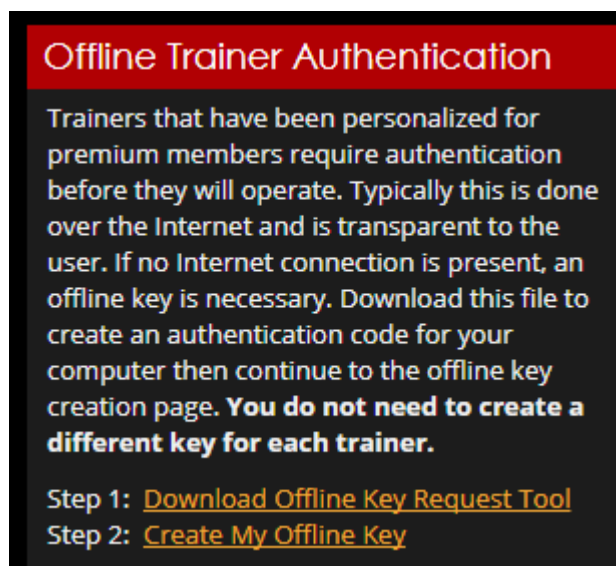 Offline Trainer Authentication
Trainers that have been personalized for
premium members require authentication
before they will operate. Typically this is done
over the Internet and is transparent to the
user. If no Internet connection is present, an
offline key is necessary. Download this file to
create an authentication code for your
computer then continue to the offline key
creation page. You do not need to create a
different key for each trainer.
Step 1: Download Offline Key Request Tool
Step 2: Create My Offline Key